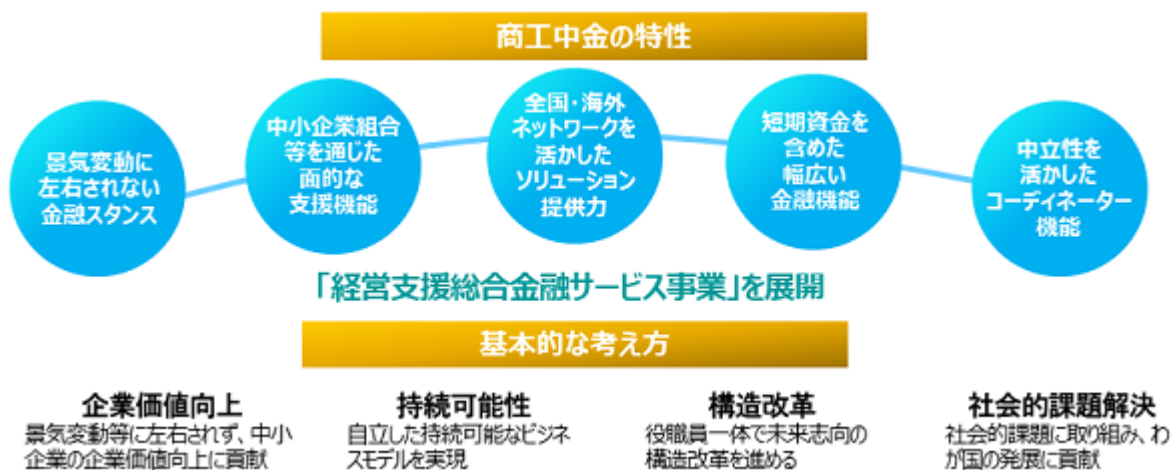 商工中金の特性
景気変動に
左右されない
金融スタンス
中小企業組合
等を通じた
面的な
支援機能
全国・海外
ネットワークを
活かした
ソリューション
提供力
短期資金を
含めた
幅広い
金融機能
中立性を
活かした
コーディネーター
機能
「経営支援総合金融サービス事業」を展開
基本的な考え方
企業価値向上
景気変動等に左右されず、中小
企業の企業価値向上に貢献
持続可能性
自立した持続可能なビジネ
スモデルを実現
構造改革
役職員一体で未来志向の
構造改革を進める
社会的課題解決
社会的課題に取り組み、わ
が国の発展に貢献